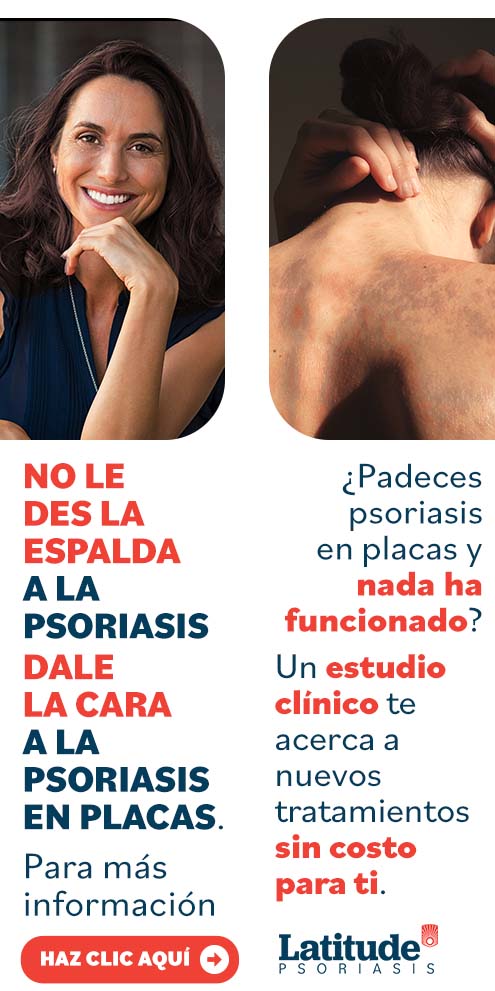 NO LE
DES LA
ESPALDA
A LA
PSORIASIS
DALE
LA CARA
A LA
PSORIASIS
EN PLACAS.
Para más
información
HAZ CLIC AQUÍ
¿Padeces
psoriasis
en placas y
nada ha
funcionado?
Un estudio
clínico te
acerca a
nuevos
tratamientos
sin costo
para ti.
Latitude
PSORIASIS